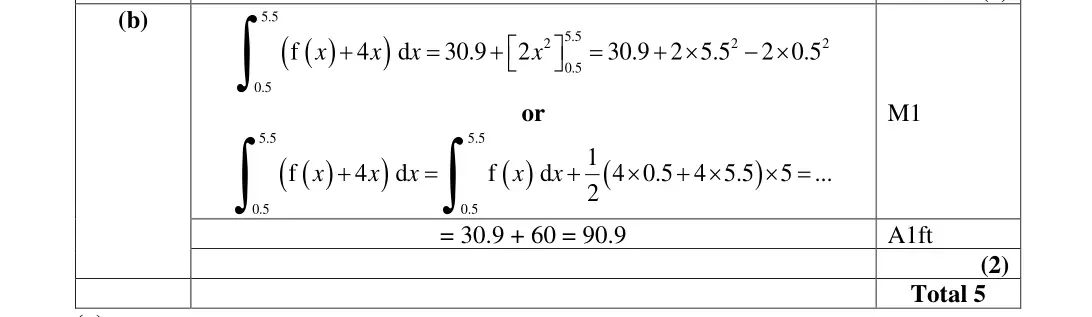 (b)
∫_{0.5}^{5.5} (f(x)+4x) dx = 30.9 + [2x²]_{0.5}^{5.5} = 30.9 + 2×5.5² − 2×0.5²
or
M1
∫_{0.5}^{5.5} (f(x)+4x) dx = ∫_{0.5}^{5.5} f(x) dx + 1/2 (4×0.5+4×5.5)×5 = ...
= 30.9 + 60 = 90.9 A1ft
(2)
Total 5